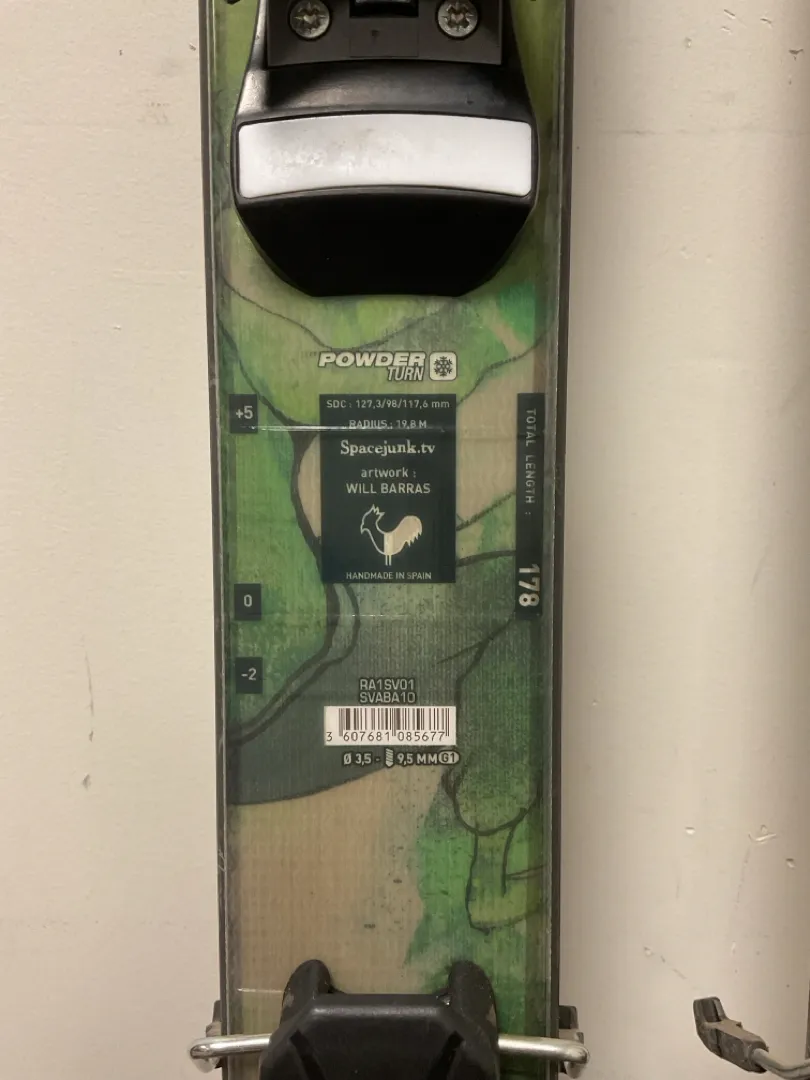 POWDER
TURN
SDC : 127,3/98/117,6 mm
RADIUS : 19,8 M
Spacejunk.tv
artwork :
WILL BARRAS
HANDMADE IN SPAIN
+5
0
-2
TOTAL LENGTH :
178
RA1SV01
SVABA10
3 607681 085677
Ø 3,5 - 9,5 MM G1